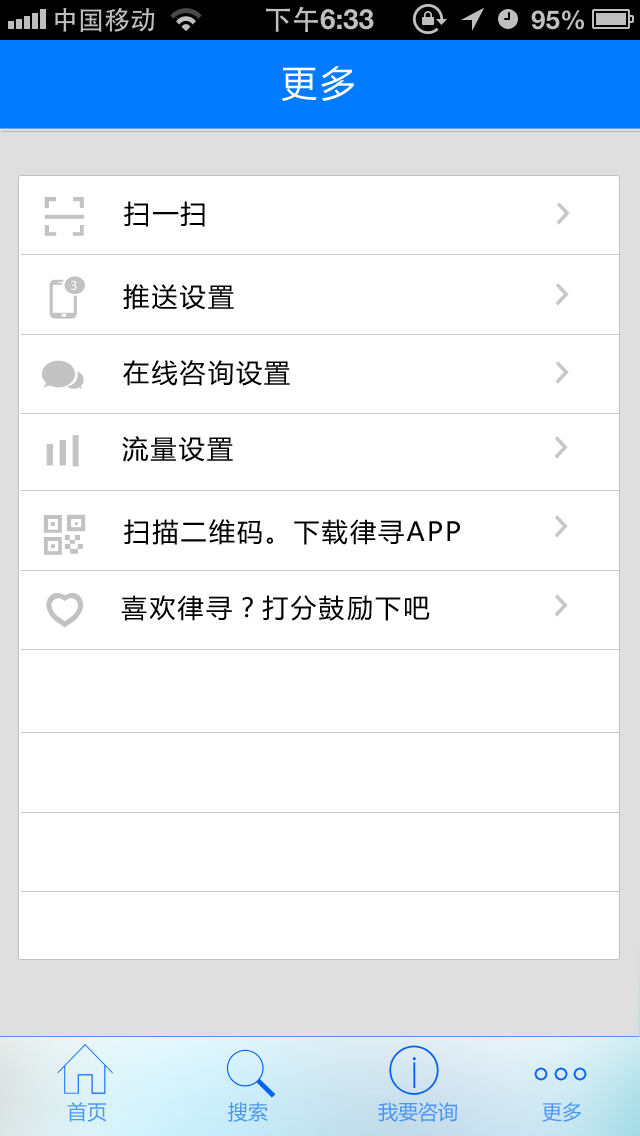 中国移动 下午6:33 95%
更多
扫一扫
3
推送设置
在线咨询设置
流量设置
扫描二维码。下载律寻APP
喜欢律寻？打分鼓励下吧
首页 搜索 我要咨询 更多